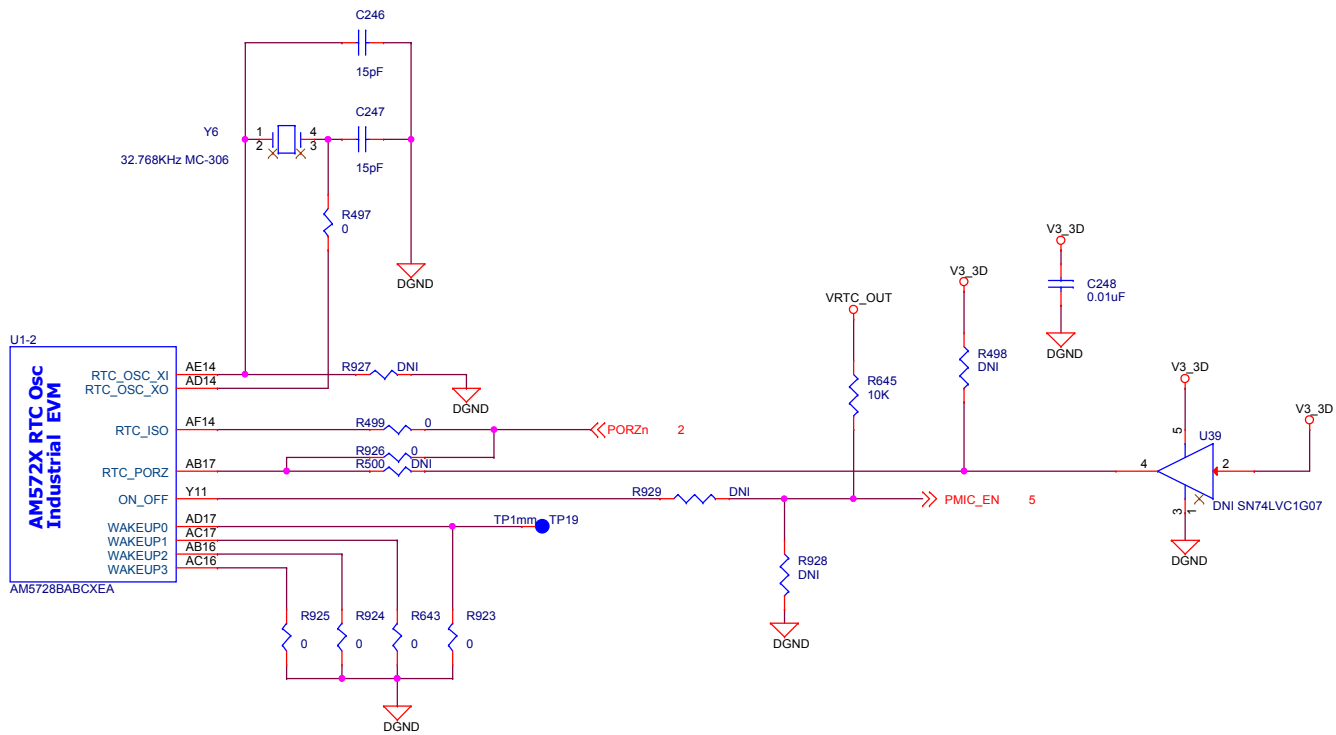 C246
15pF
C247
Y6
1
2
4
3
32.768KHz MC-306
15pF
R497
0
DGND
V3_3D
C248
0.01uF
DGND
V3_3D
VRTC_OUT
R498
DNI
R645
10K
U1-2
AM572X RTC Osc
Industrial EVM
RTC_OSC_XI
AE14
RTC_OSC_XO
AD14
RTC_ISO
AF14
RTC_PORZ
AB17
ON_OFF
Y11
WAKEUP0
AD17
WAKEUP1
AC17
WAKEUP2
AB16
WAKEUP3
AC16
AM5728BABCXEA
R927
DNI
DGND
R499
0
PORZn
2
R926
0
R500
DNI
R929
DNI
PMIC_EN
5
TP1mm
TP19
V3_3D
V3_3D
5
U39
4
2
3
1
DNI SN74LVC1G07
DGND
R928
DNI
DGND
R925
0
R924
0
R643
0
R923
0
DGND